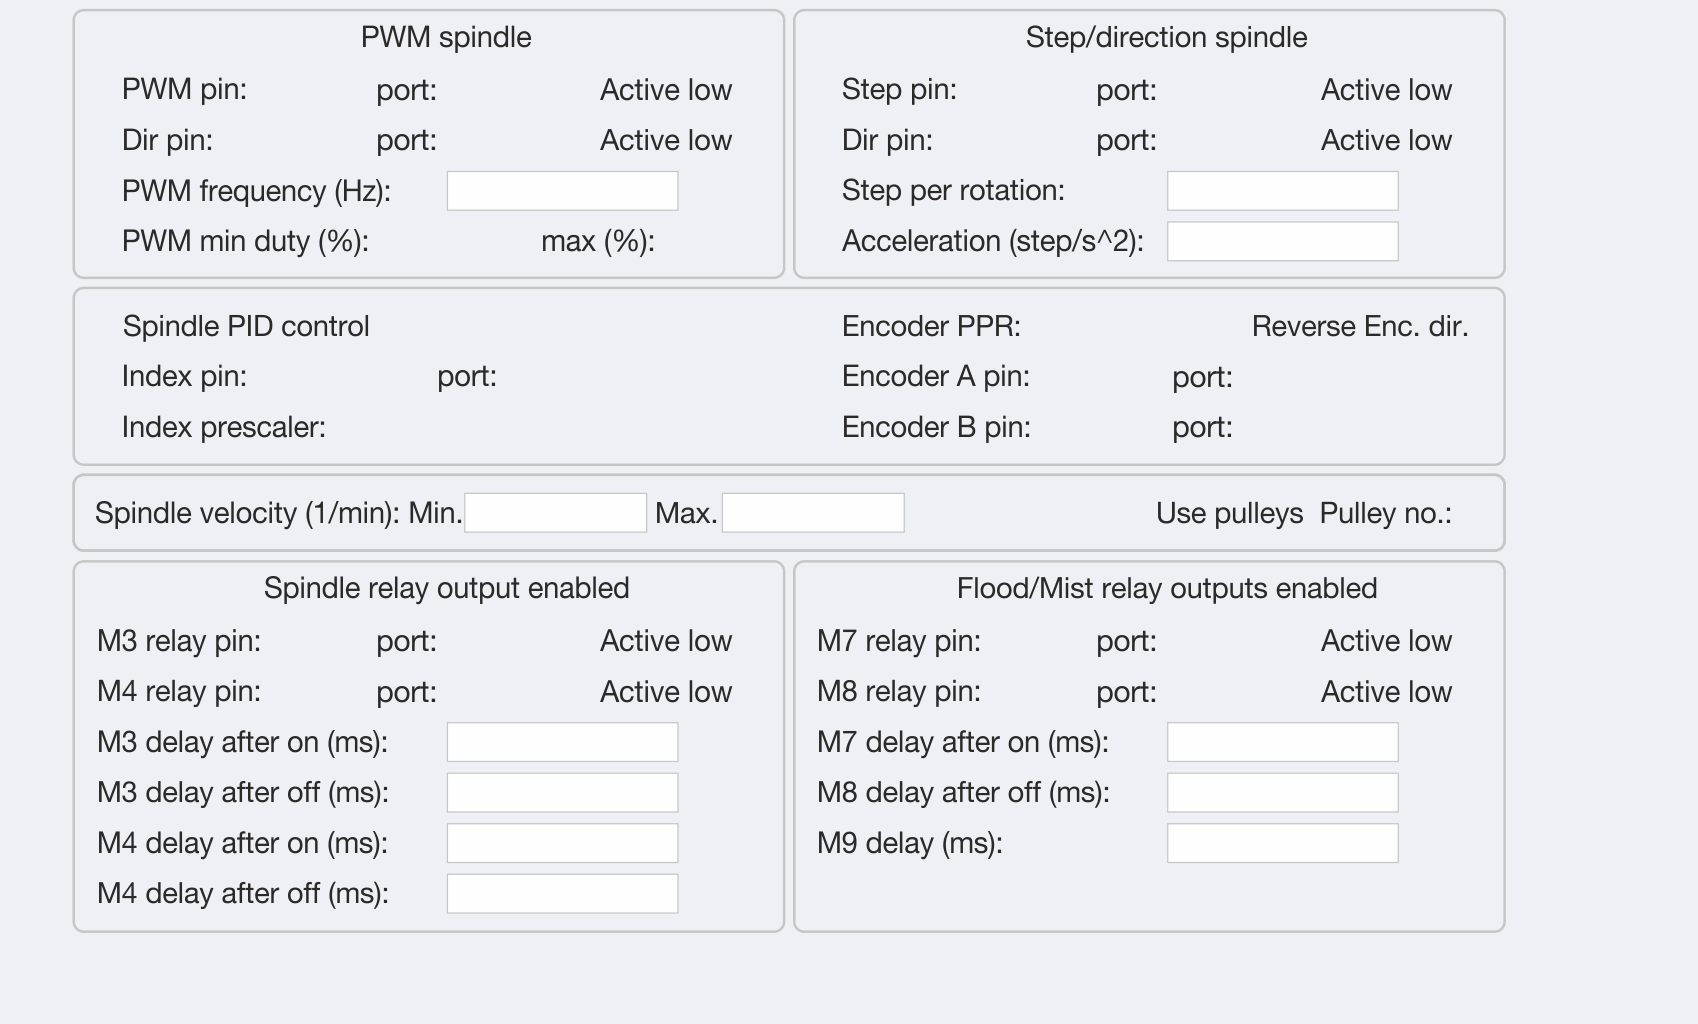 PWM spindle
PWM pin: port: Active low
Dir pin: port: Active low
PWM frequency (Hz):
PWM min duty (%): max (%):
Step/direction spindle
Step pin: port: Active low
Dir pin: port: Active low
Step per rotation:
Acceleration (step/s^2):
Spindle PID control
Index pin: port:
Index prescaler:
Encoder PPR: Reverse Enc. dir.
Encoder A pin: port:
Encoder B pin: port:
Spindle velocity (1/min): Min. Max. Use pulleys Pulley no.:
Spindle relay output enabled
M3 relay pin: port: Active low
M4 relay pin: port: Active low
M3 delay after on (ms):
M3 delay after off (ms):
M4 delay after on (ms):
M4 delay after off (ms):
Flood/Mist relay outputs enabled
M7 relay pin: port: Active low
M8 relay pin: port: Active low
M7 delay after on (ms):
M8 delay after off (ms):
M9 delay (ms):